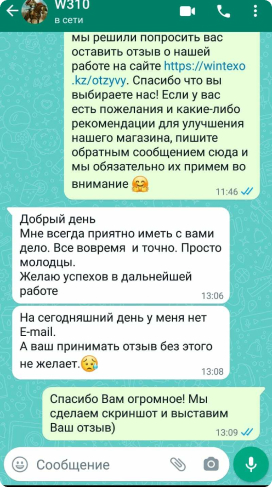 W310
в сети
мы решили попросить вас
оставить отзыв о нашей
работе на сайте https://wintexo
.kz/otzyvy. Спасибо что вы
выбираете нас! Если у вас
есть пожелания и какие-либо
рекомендации для улучшения
нашего магазина, пишите
обратным сообщением сюда и
мы обязательно их примем во
внимание 🤗
11:46
Добрый день
Мне всегда приятно иметь с вами
дело. Все вовремя и точно. Просто
молодцы.
Желаю успехов в дальнейшей
работе
13:06
На сегодняшний день у меня нет
E-mail.
А ваш принимать отзыв без этого
не желает.😥
13:08
Спасибо Вам огромное! Мы
сделаем скриншот и выставим
Ваш отзыв)
13:09
Сообщение